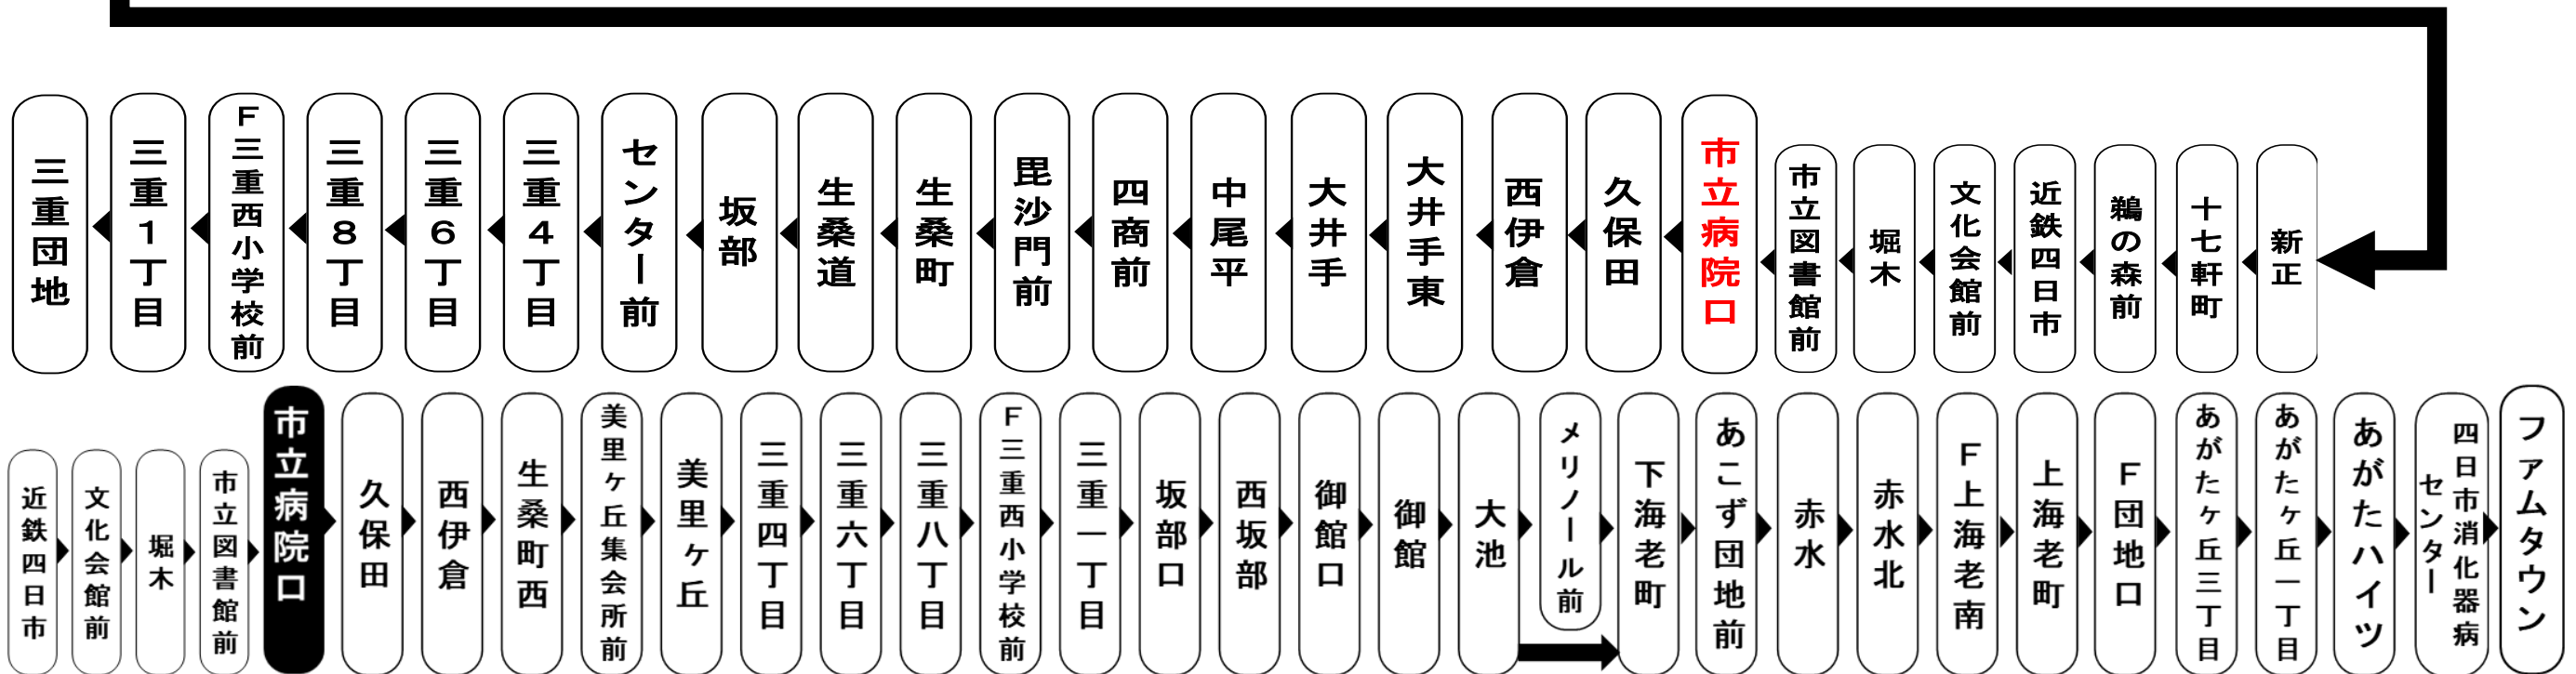 新正
十七軒町
鵜の森前
近鉄四日市
文化会館前
堀木
市立図書館前
市立病院口
久保田
西伊倉
大井手東
大井手
中尾平
四商前
毘沙門前
生桑町
生桑道
坂部
センター前
三重4丁目
三重6丁目
三重8丁目
F三重西小学校前
三重1丁目
三重団地
近鉄四日市
文化会館前
堀木
市立図書館前
市立病院口
久保田
西伊倉
生桑町西
美里ヶ丘集会所前
美里ヶ丘
三重四丁目
三重六丁目
三重八丁目
F三重西小学校前
三重一丁目
坂部口
西坂部
御館口
御館
大池
メリノール前
下海老町
あこず団地前
赤水
赤水北
F上海老南
上海老町
F団地口
あがたヶ丘三丁目
あがたヶ丘一丁目
あがたハイツ
四日市消化器病
センター
ファムタウン